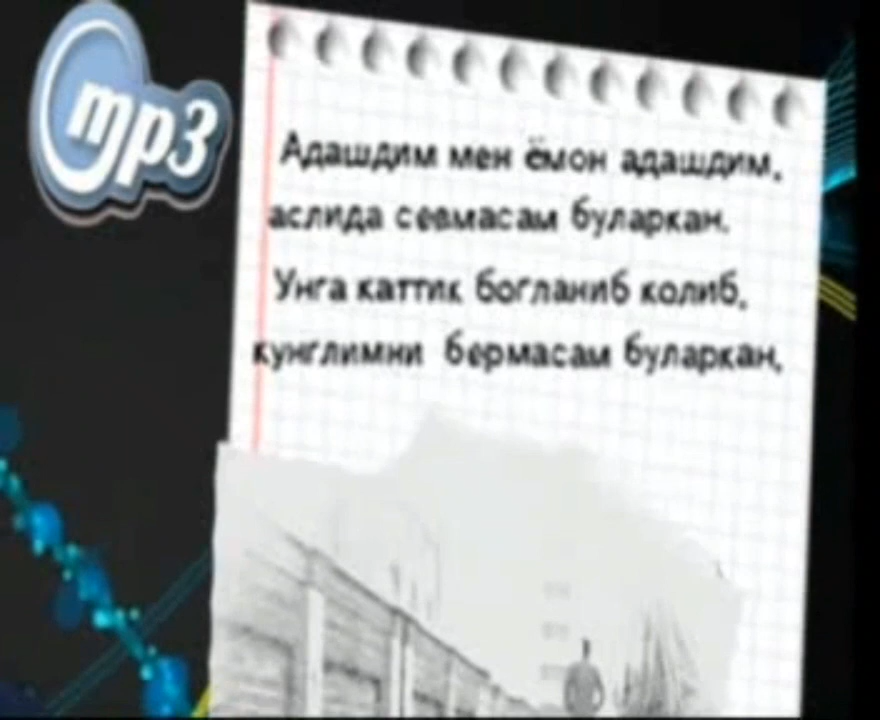 mp3
Адашдим мен ёмон адашдим,
аслида севмасам буларкан.
Унга каттик богланиб колиб,
кунглимни бермасам буларкан,